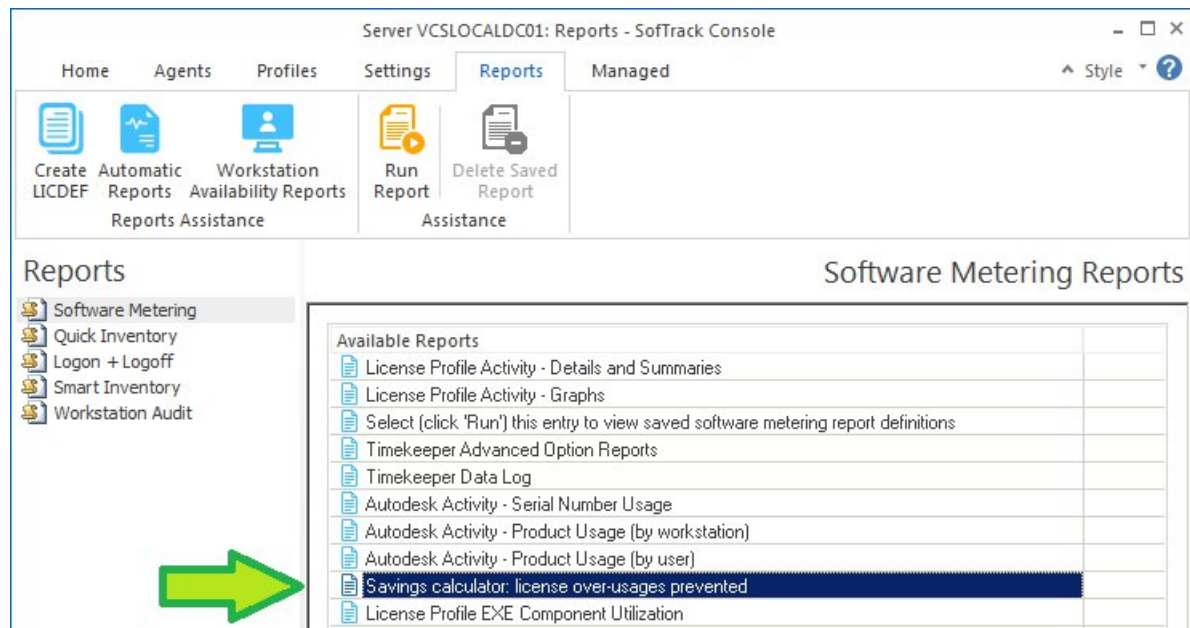 Server VCSLOCALDC01: Reports - SofTrack Console
Home Agents Profiles Settings Reports Managed Style ?
Create LICDEF
Automatic Reports
Workstation Availability Reports
Run Report
Delete Saved Report
Reports Assistance
Assistance
Reports
Software Metering
Quick Inventory
Logon + Logoff
Smart Inventory
Workstation Audit
Software Metering Reports
Available Reports
License Profile Activity - Details and Summaries
License Profile Activity - Graphs
Select (click 'Run') this entry to view saved software metering report definitions
Timekeeper Advanced Option Reports
Timekeeper Data Log
Autodesk Activity - Serial Number Usage
Autodesk Activity - Product Usage (by workstation)
Autodesk Activity - Product Usage (by user)
Savings calculator: license over-usages prevented
License Profile EXE Component Utilization